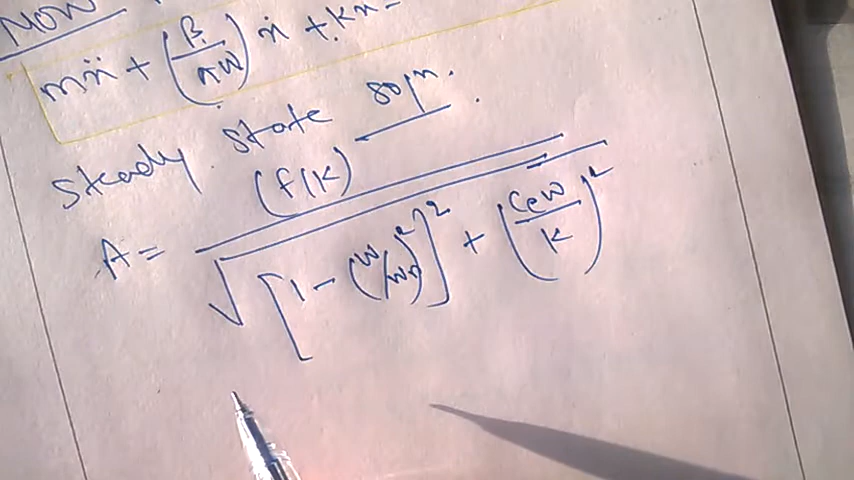 NOW
mẍ + (β/πω) ẋ + kx =
Steady state solⁿ.
A = (F/K) / √([1 - (ω/ωn)²]² + (Ceω/K)²)